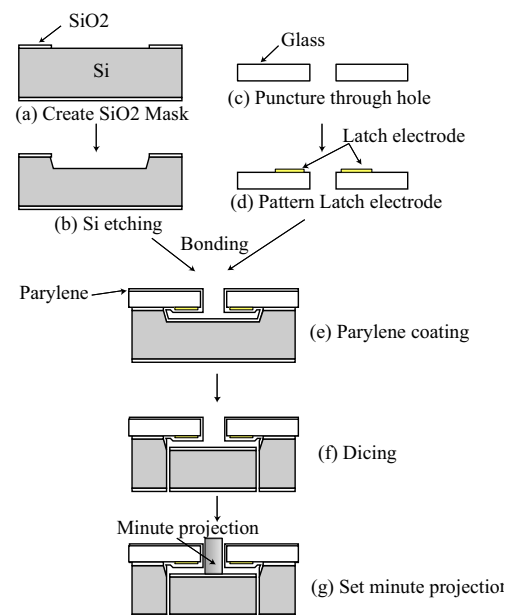 SiO2
Si
(a) Create SiO2 Mask
(b) Si etching
Glass
(c) Puncture through hole
Latch electrode
(d) Pattern Latch electrode
Bonding
Parylene
(e) Parylene coating
(f) Dicing
Minute projection
(g) Set minute projection